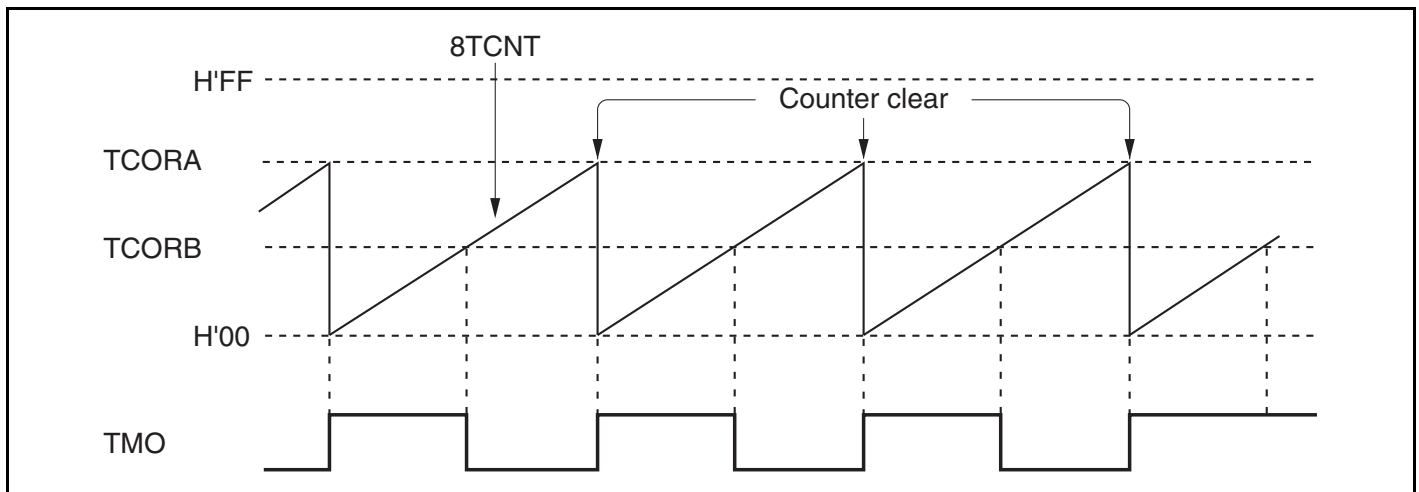 8TCNT
H'FF
Counter clear
TCORA
TCORB
H'00
TMO